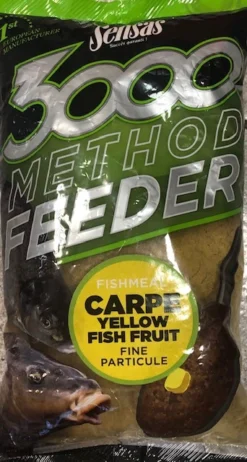 1st
EUROPEAN
MANUFACTURER
Sensas
3000
METHOD
FEEDER
FISHMEAL
CARPE
YELLOW
FISH FRUIT
FINE
PARTICULE